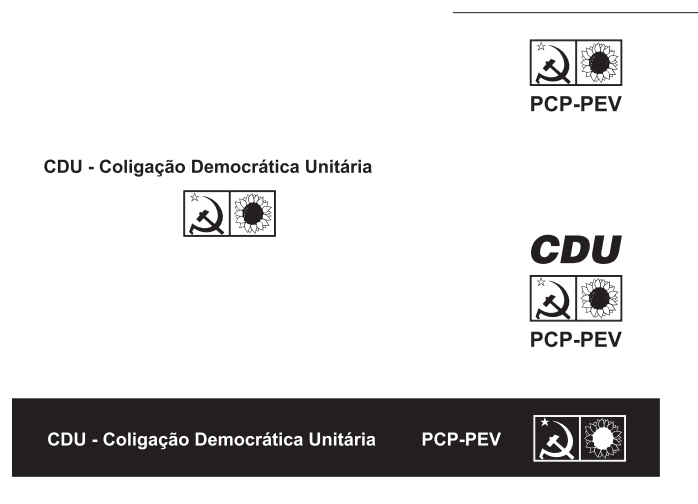 PCP-PEV
CDU - Coligação Democrática Unitária
CDU
PCP-PEV
CDU - Coligação Democrática Unitária PCP-PEV